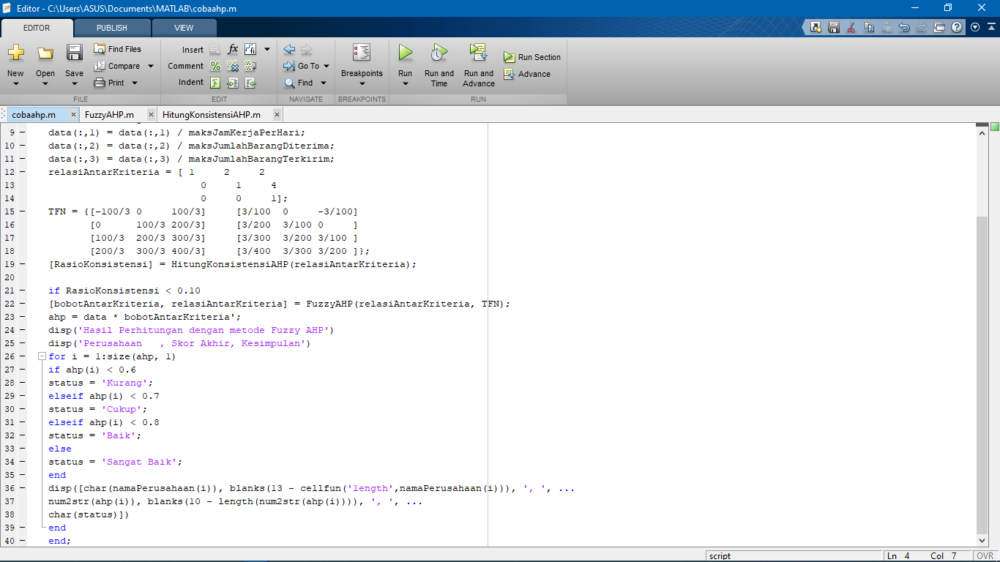 Editor - C:\Users\ASUS\Documents\MATLAB\cobaahp.m
EDITOR PUBLISH VIEW
New Open Save Find Files Compare Print
Insert fx Comment Indent
Go To Find
Breakpoints
Run Run and Time Run and Advance Run Section Advance
FILE EDIT NAVIGATE BREAKPOINTS RUN
cobaahp.m × FuzzyAHP.m × HitungKonsistensiAHP.m ×
9 – data(:,1) = data(:,1) / maksJamKerjaPerHari;
10 – data(:,2) = data(:,2) / maksJumlahBarangDiterima;
11 – data(:,3) = data(:,3) / maksJumlahBarangTerkirim;
12 – relasiAntarKriteria = [ 1 2 2
13 0 1 4
14 0 0 1];
15 – TFN = {[-100/3 0 100/3] [3/100 0 -3/100]
16 [0 100/3 200/3] [3/200 3/100 0 ]
17 [100/3 200/3 300/3] [3/300 3/200 3/100 ]
18 [200/3 300/3 400/3] [3/400 3/300 3/200 ]};
19 – [RasioKonsistensi] = HitungKonsistensiAHP(relasiAntarKriteria);
20
21 – if RasioKonsistensi < 0.10
22 – [bobotAntarKriteria, relasiAntarKriteria] = FuzzyAHP(relasiAntarKriteria, TFN);
23 – ahp = data * bobotAntarKriteria';
24 – disp('Hasil Perhitungan dengan metode Fuzzy AHP')
25 – disp('Perusahaan   , Skor Akhir, Kesimpulan')
26 – for i = 1:size(ahp, 1)
27 – if ahp(i) < 0.6
28 – status = 'Kurang';
29 – elseif ahp(i) < 0.7
30 – status = 'Cukup';
31 – elseif ahp(i) < 0.8
32 – status = 'Baik';
33 – else
34 – status = 'Sangat Baik';
35 – end
36 – disp([char(namaPerusahaan(i)), blanks(13 - cellfun('length',namaPerusahaan(i))), ', ', ...
37 num2str(ahp(i)), blanks(10 - length(num2str(ahp(i)))), ', ', ...
38 char(status)])
39 – end
40 – end;
script Ln 4 Col 7 OVR